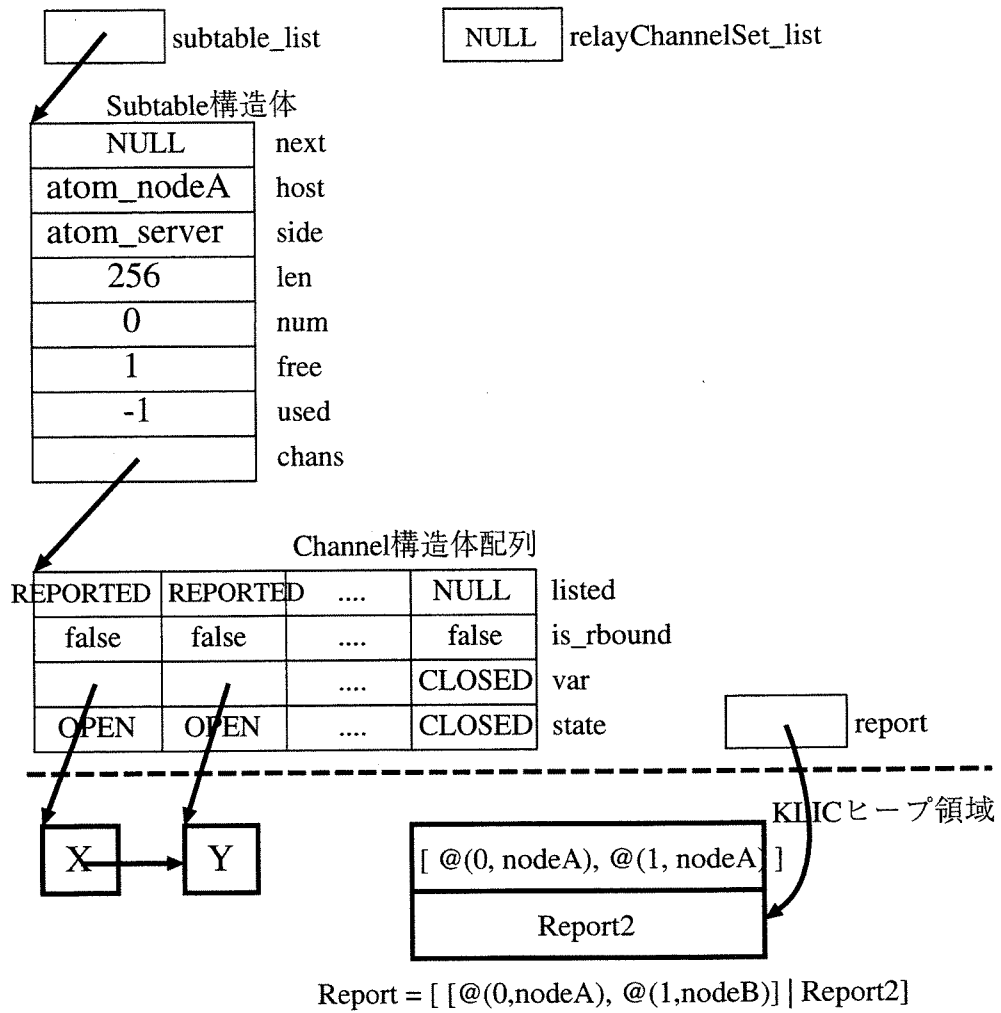 subtable_list
NULL relayChannelSet_list
Subtable構造体
NULL next
atom_nodeA host
atom_server side
256 len
0 num
1 free
-1 used
chans
Channel構造体配列
REPORTED REPORTED .... NULL listed
false false .... false is_rbound
.... CLOSED var
OPEN OPEN .... CLOSED state
report
KLICヒープ領域
X Y
[ @(0, nodeA), @(1, nodeA) ]
Report2
Report = [ [@(0,nodeA), @(1,nodeB)] | Report2]